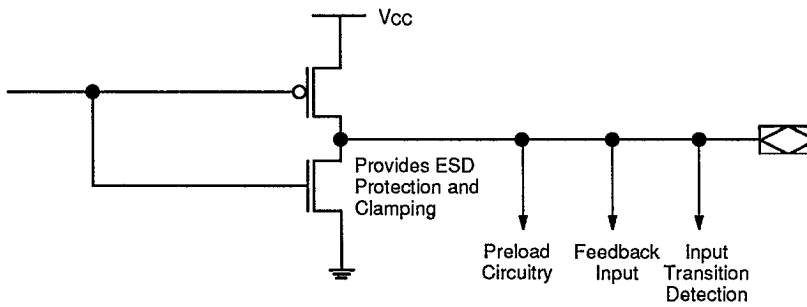 Vcc
Provides ESD
Protection and
Clamping
Preload
Circuitry
Feedback
Input
Input
Transition
Detection